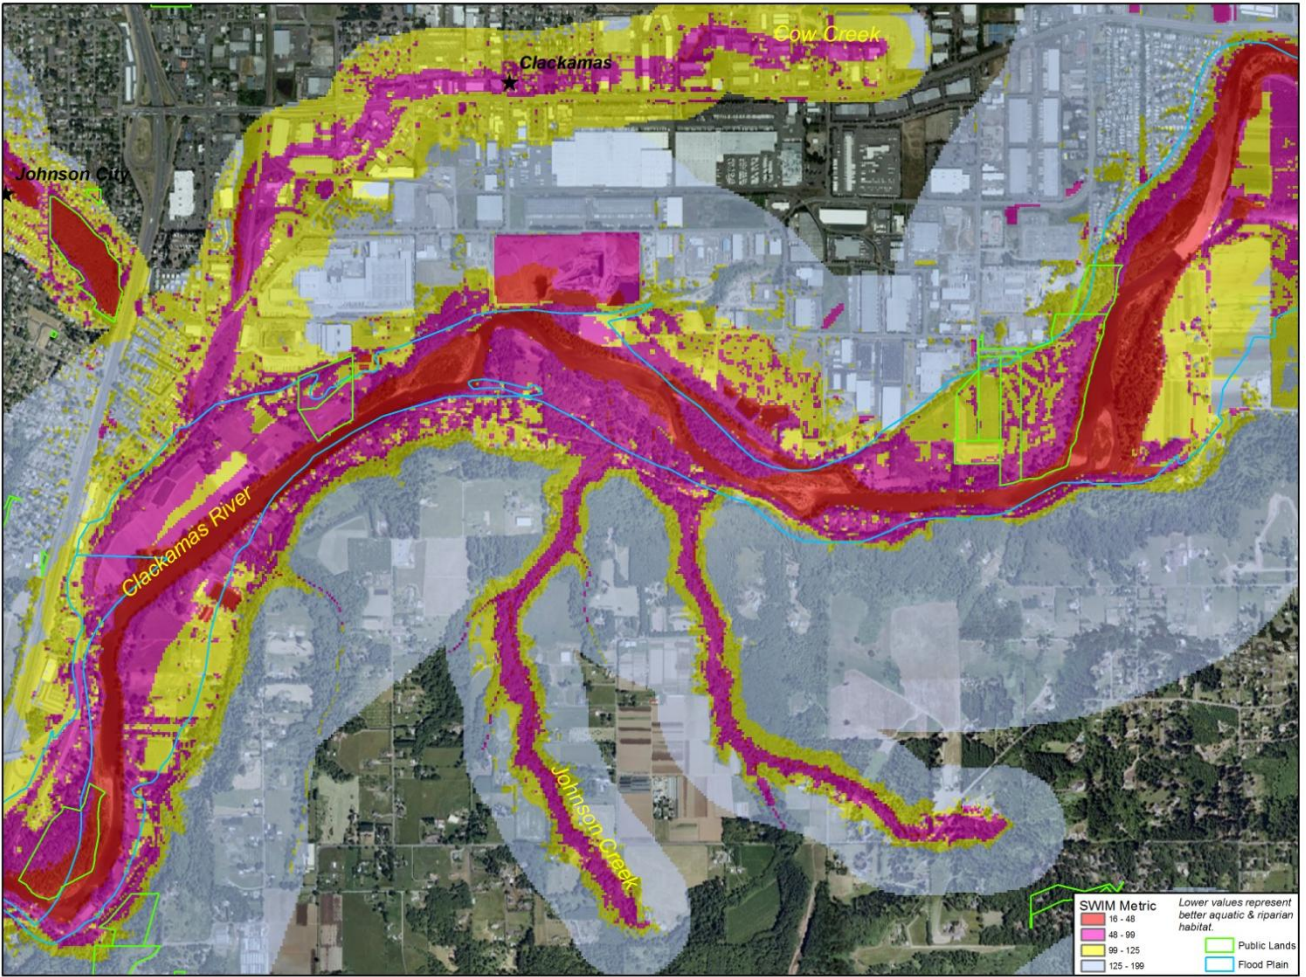 Cow Creek
Clackamas
Johnson City
Clackamas River
Johnson Creek
SWIM Metric
16 - 48
48 - 99
99 - 125
125 - 199
Lower values represent
better aquatic & riparian
habitat.
Public Lands
Flood Plain